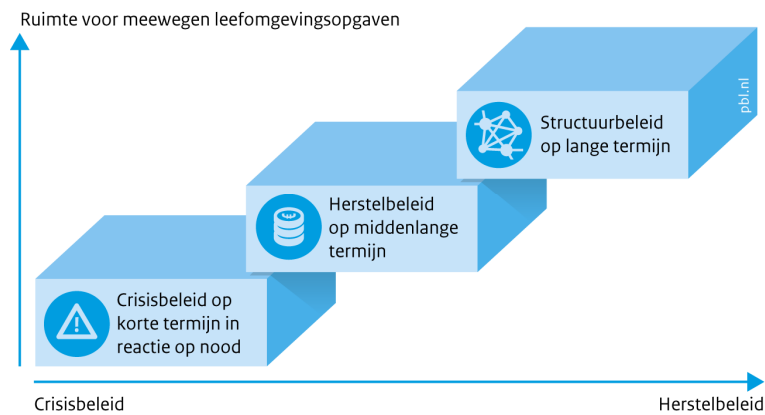 Ruimte voor meewegen leefomgevingsopgaven
pbl.nl
Structuurbeleid
op lange termijn
Herstelbeleid
op middenlange
termijn
Crisisbeleid op
korte termijn in
reactie op nood
Crisisbeleid
Herstelbeleid